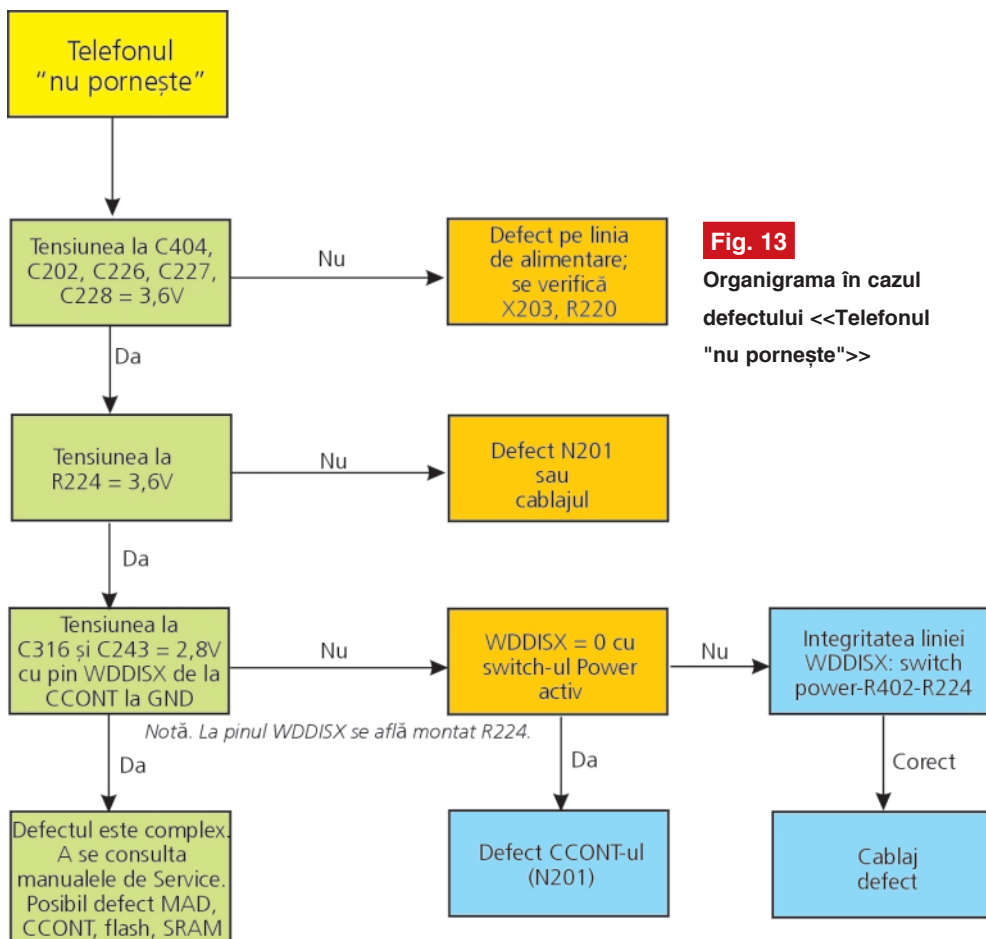 Telefonul
“nu pornește”
Tensiunea la C404,
C202, C226, C227,
C228 = 3,6V
Nu
Defect pe linia
de alimentare;
se verifică
X203, R220
Fig. 13
Organigrama în cazul
defectului <<Telefonul
"nu pornește">>
Da
Tensiunea la
R224 = 3,6V
Nu
Defect N201
sau
cablajul
Da
Tensiunea la
C316 și C243 = 2,8V
cu pin WDDISX de la
CCONT la GND
Nu
WDDISX = 0 cu
switch-ul Power
activ
Nu
Integritatea liniei
WDDISX: switch
power-R402-R224
Notă. La pinul WDDISX se află montat R224.
Da
Da
Corect
Defectul este complex.
A se consulta
manualele de Service.
Posibil defect MAD,
CCONT, flash, SRAM
Defect CCONT-ul
(N201)
Cablaj
defect